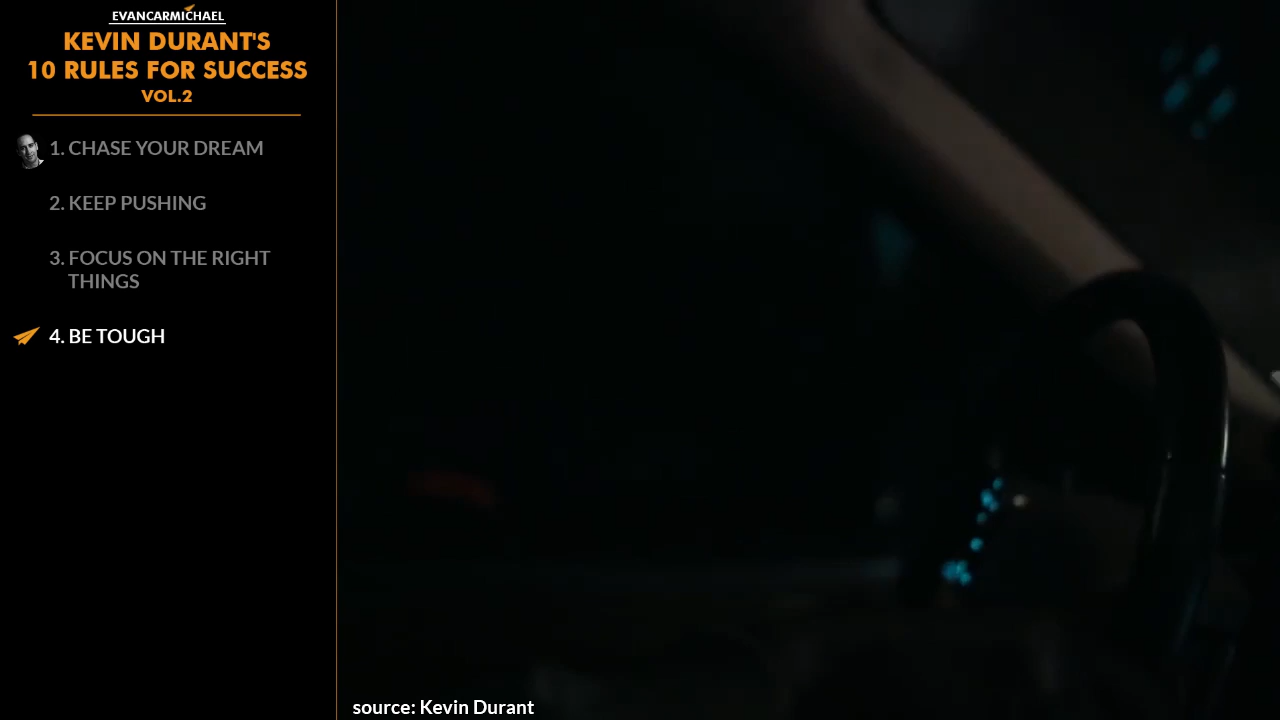 EVANCARMICHAEL
KEVIN DURANT'S
10 RULES FOR SUCCESS
VOL.2
1. CHASE YOUR DREAM
2. KEEP PUSHING
3. FOCUS ON THE RIGHT
THINGS
4. BE TOUGH
source: Kevin Durant